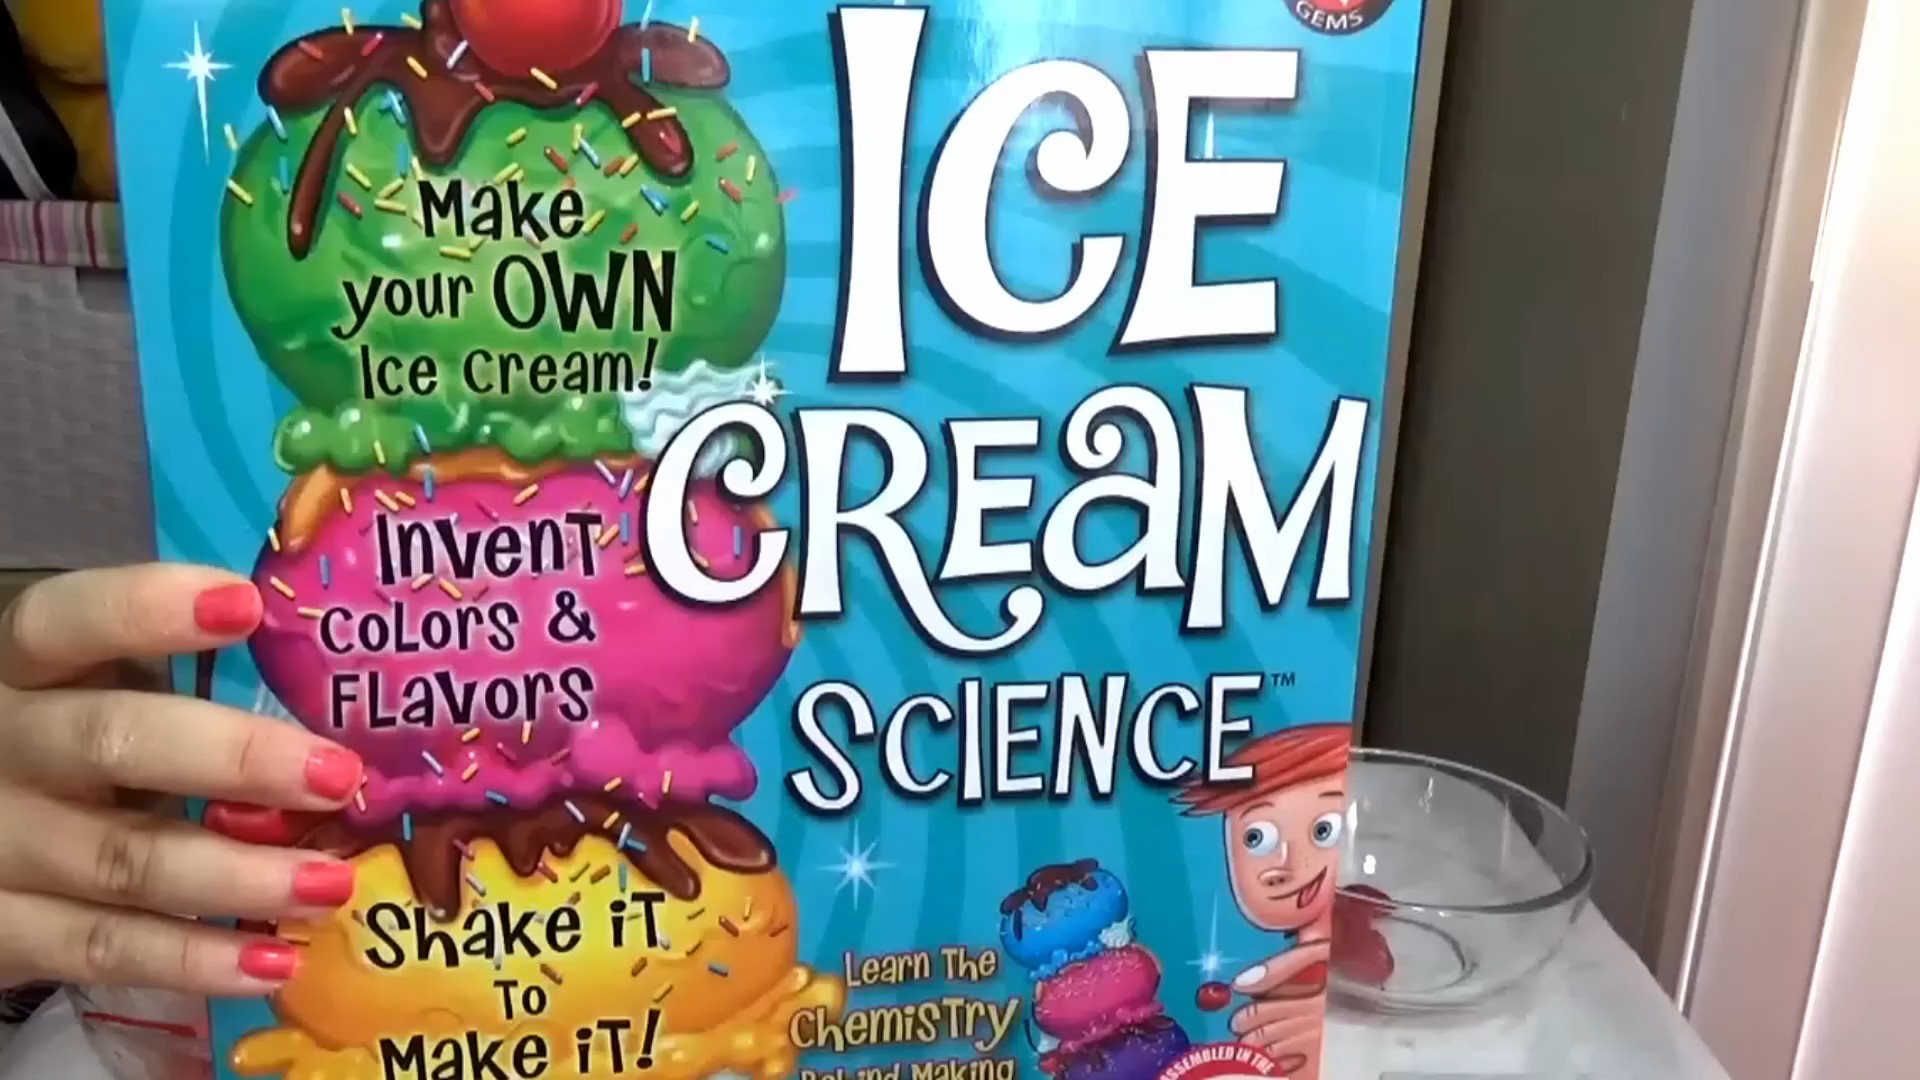 GEMS
ICE
CREAM
SCIENCE™
Make
your OWN
Ice Cream!
Invent
Colors &
Flavors
Shake it
To
Make it!
Learn The
Chemistry
Behind Making
ASSEMBLED IN THE